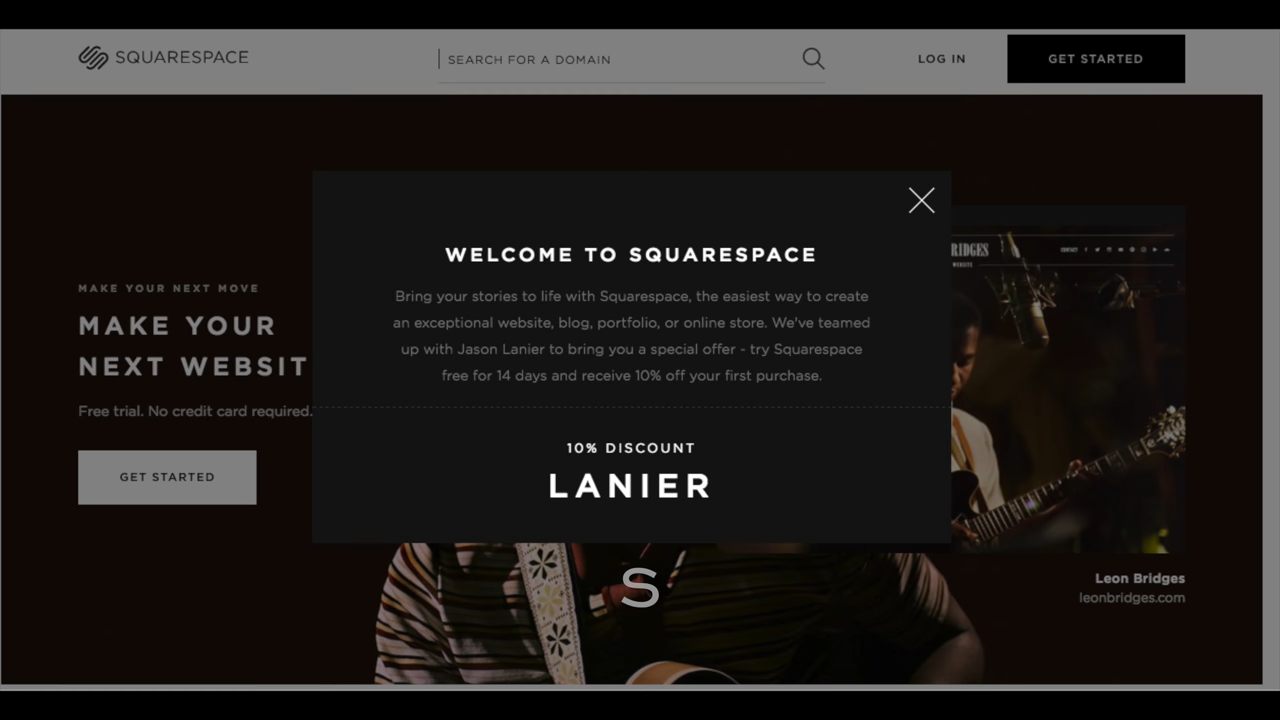 SQUARESPACE
SEARCH FOR A DOMAIN
LOG IN
GET STARTED
WELCOME TO SQUARESPACE
Bring your stories to life with Squarespace, the easiest way to create
an exceptional website, blog, portfolio, or online store. We've teamed
up with Jason Lanier to bring you a special offer - try Squarespace
free for 14 days and receive 10% off your first purchase.
10% DISCOUNT
LANIER
MAKE YOUR NEXT MOVE
MAKE YOUR
NEXT WEBSIT
Free trial. No credit card required.
GET STARTED
RIDGES
WEBSITE
CONTACT
S
Leon Bridges
leonbridges.com